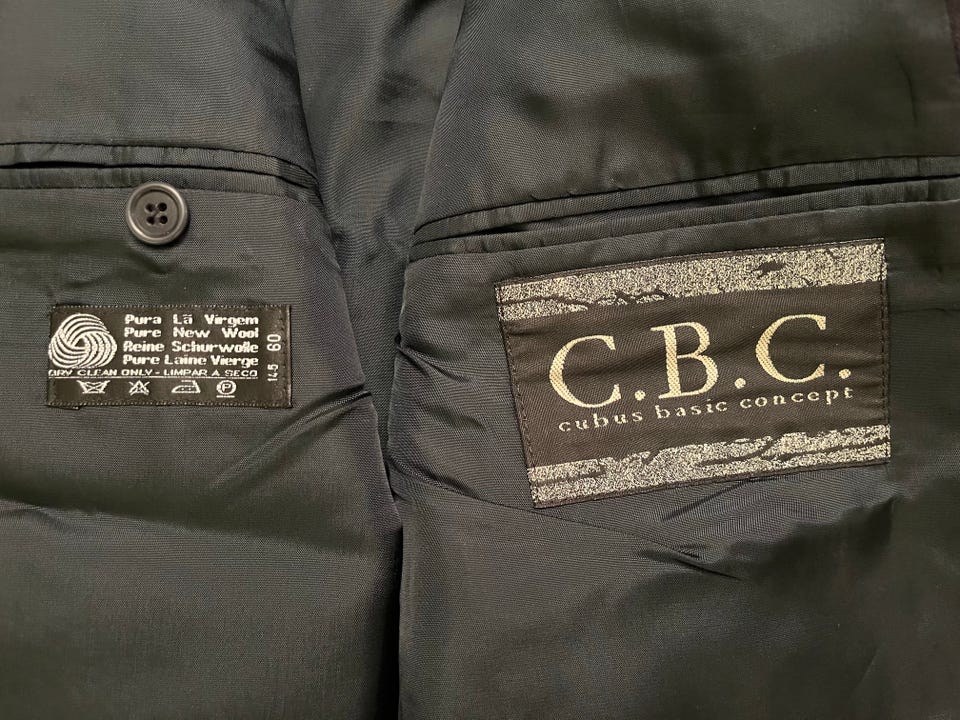 Pura Lã Virgem
Pure New Wool
Reine Schurwolle
Pure Laine Vierge
DRY CLEAN ONLY - LIMPAR A SECO
P
145 60
C.B.C.
cubus basic concept